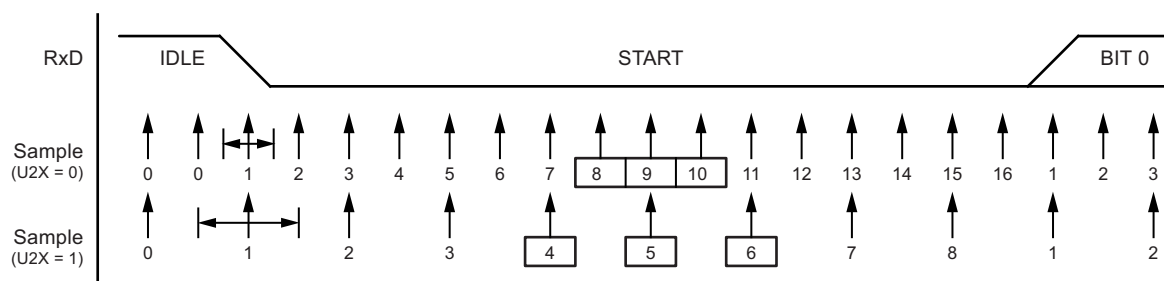 RxD IDLE START BIT 0
Sample
(U2X = 0)
0 0 1 2 3 4 5 6 7 8 9 10 11 12 13 14 15 16 1 2 3
Sample
(U2X = 1)
0 1 2 3 4 5 6 7 8 1 2